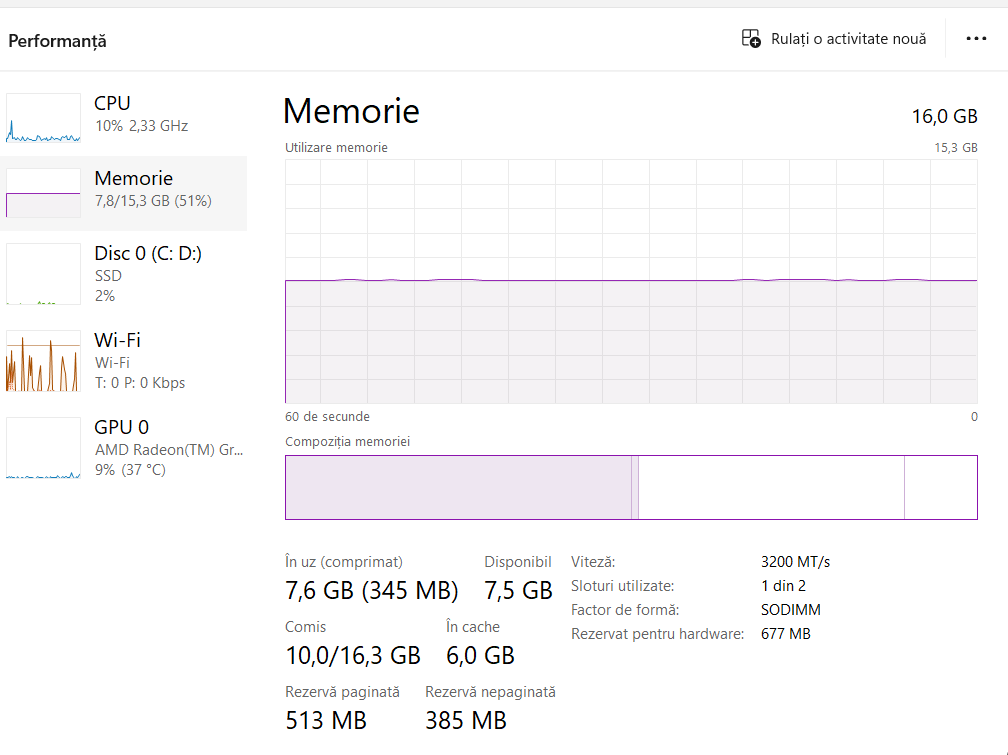 Performanță
Rulați o activitate nouă
CPU
10% 2,33 GHz
Memorie
7,8/15,3 GB (51%)
Disc 0 (C: D:)
SSD
2%
Wi-Fi
Wi-Fi
T: 0 P: 0 Kbps
GPU 0
AMD Radeon(TM) Gr...
9% (37 °C)
Memorie
16,0 GB
Utilizare memorie
15,3 GB
60 de secunde
0
Compoziția memoriei
În uz (comprimat)
7,6 GB (345 MB)
Disponibil
7,5 GB
Comis
10,0/16,3 GB
În cache
6,0 GB
Rezervă paginată
513 MB
Rezervă nepaginată
385 MB
Viteză: 3200 MT/s
Sloturi utilizate: 1 din 2
Factor de formă: SODIMM
Rezervat pentru hardware: 677 MB